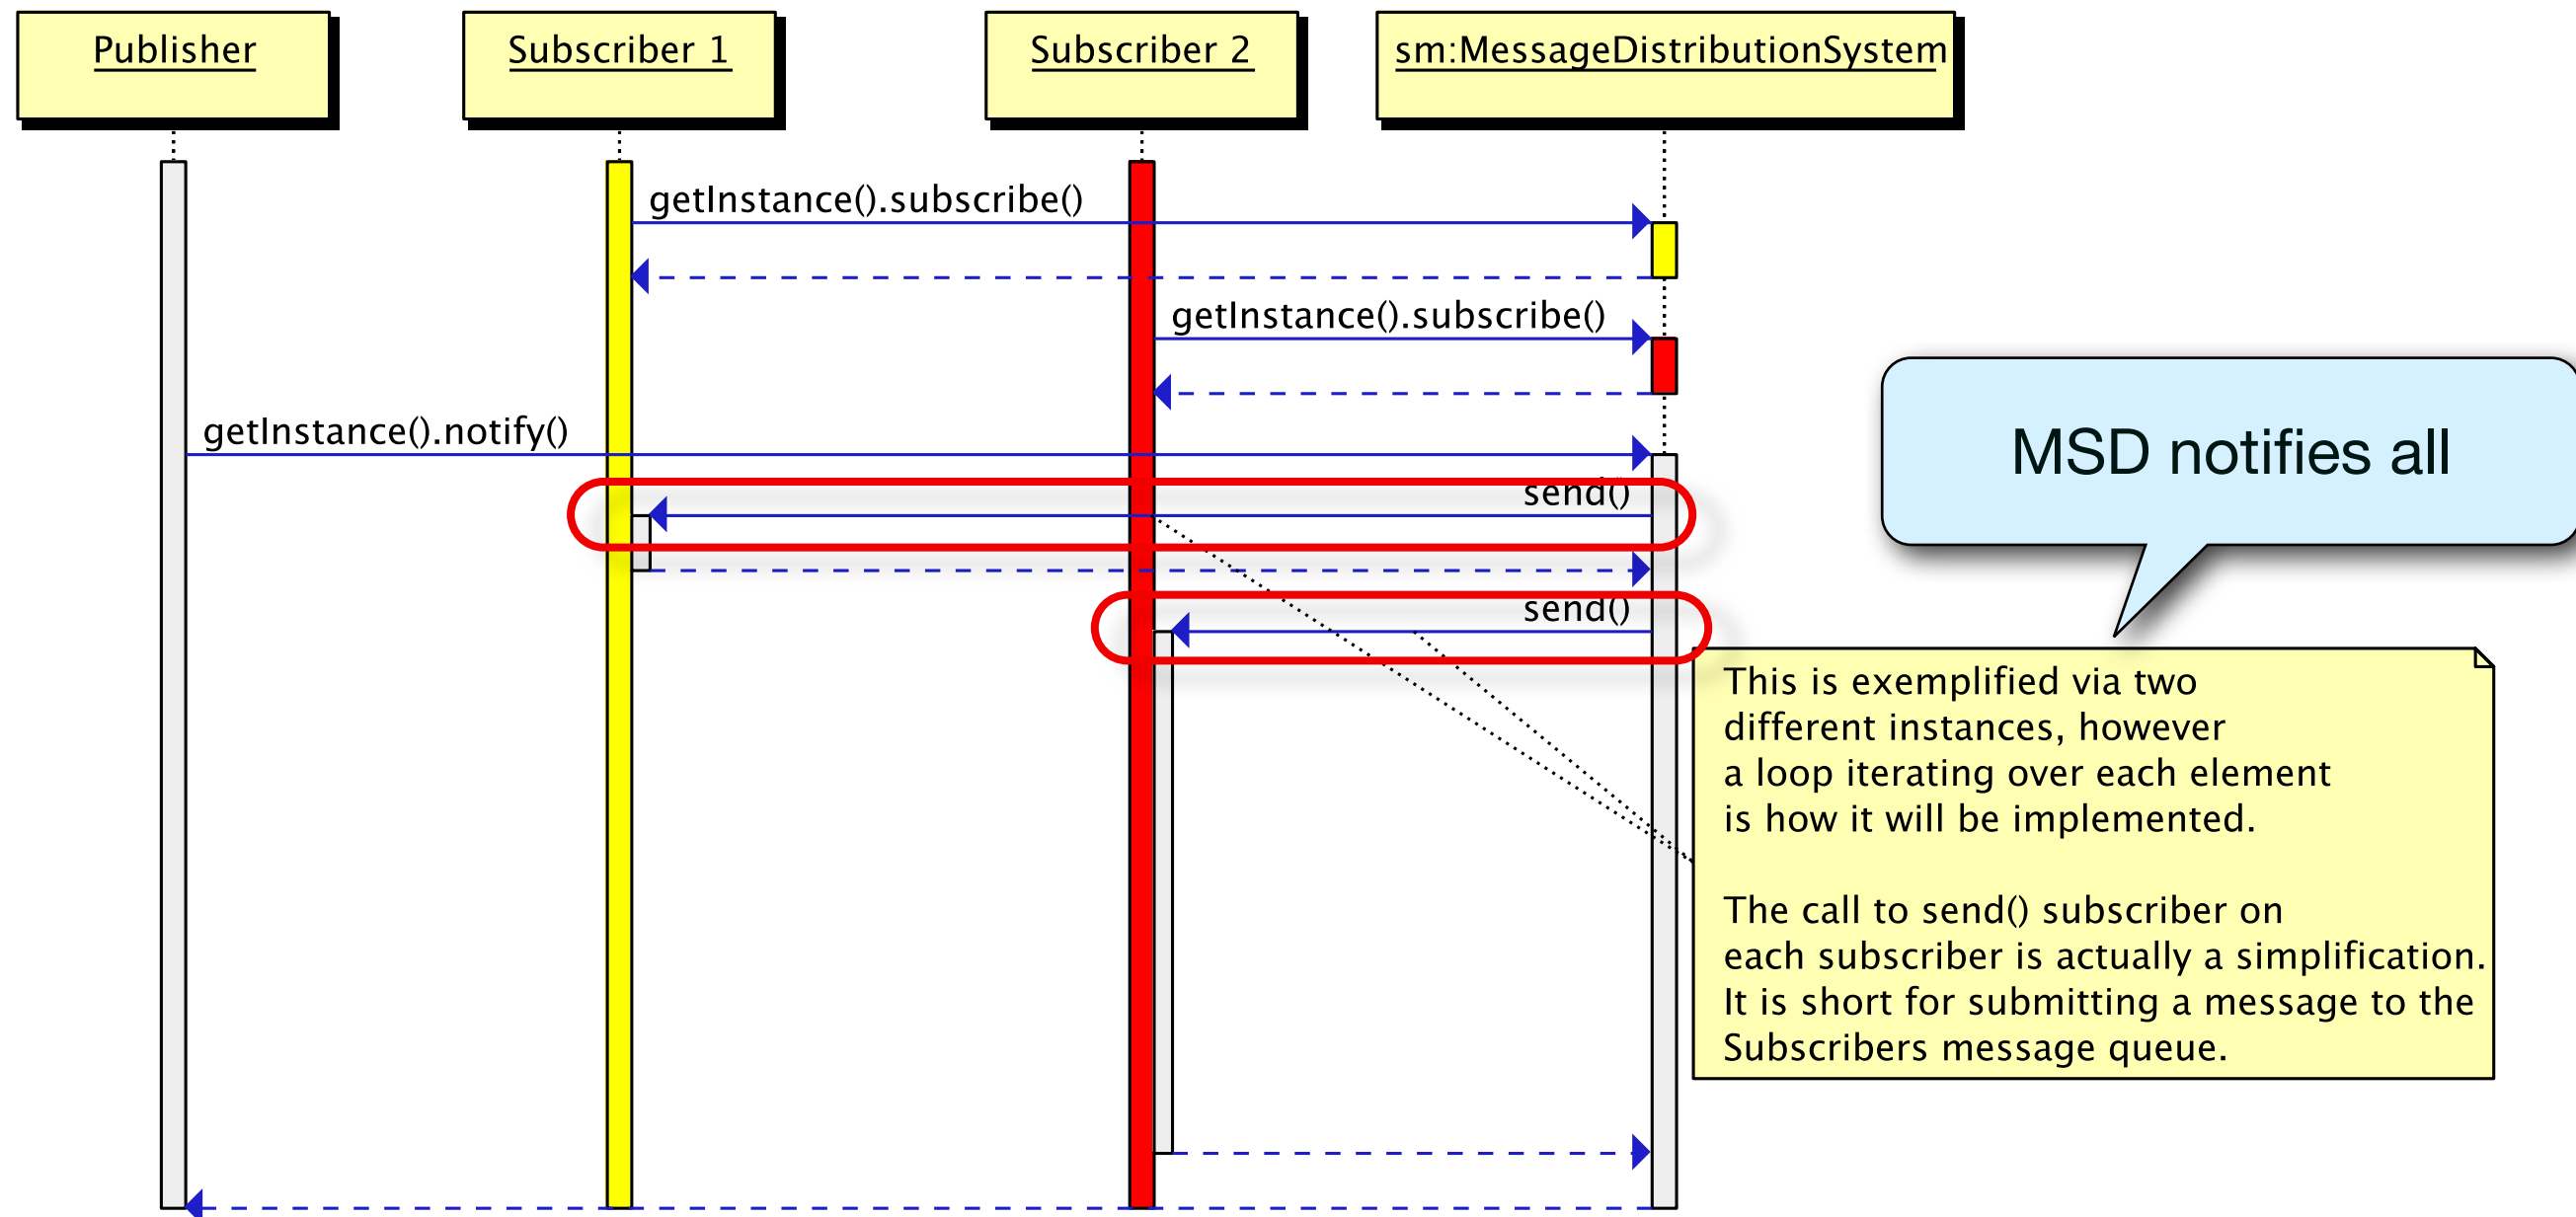 Publisher
Subscriber 1
Subscriber 2
sm:MessageDistributionSystem
getInstance().subscribe()
getInstance().subscribe()
getInstance().notify()
send()
send()
MSD notifies all
This is exemplified via two
different instances, however
a loop iterating over each element
is how it will be implemented.
The call to send() subscriber on
each subscriber is actually a simplification.
It is short for submitting a message to the
Subscribers message queue.